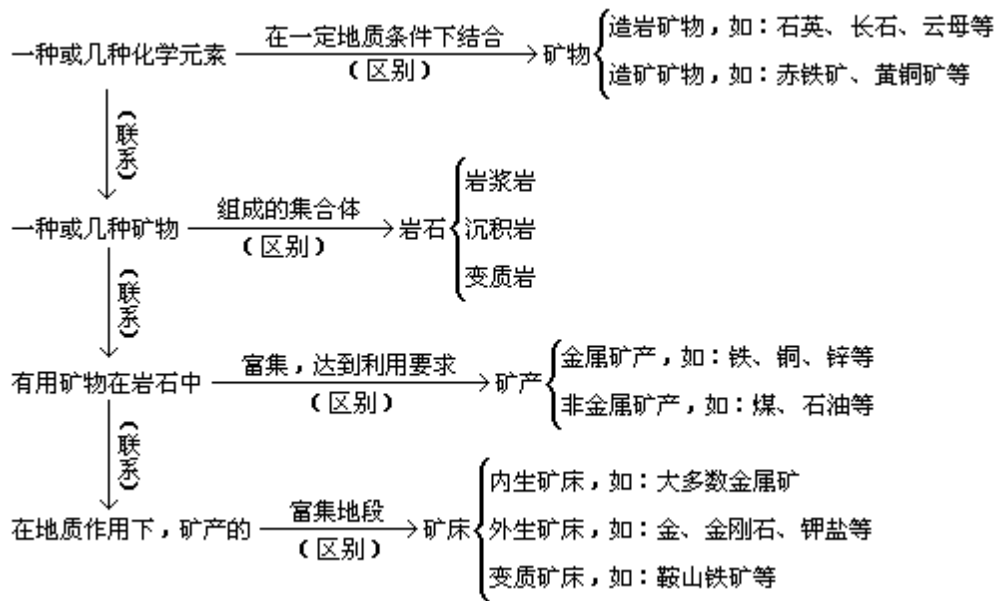 一种或几种化学元素 在一定地质条件下结合 (区别) 矿物
造岩矿物，如：石英、长石、云母等
造矿矿物，如：赤铁矿、黄铜矿等
(联系)
一种或几种矿物 组成的集合体 (区别) 岩石
岩浆岩
沉积岩
变质岩
(联系)
有用矿物在岩石中 富集，达到利用要求 (区别) 矿产
金属矿产，如：铁、铜、锌等
非金属矿产，如：煤、石油等
(联系)
在地质作用下，矿产的 富集地段 (区别) 矿床
内生矿床，如：大多数金属矿
外生矿床，如：金、金刚石、钾盐等
变质矿床，如：鞍山铁矿等